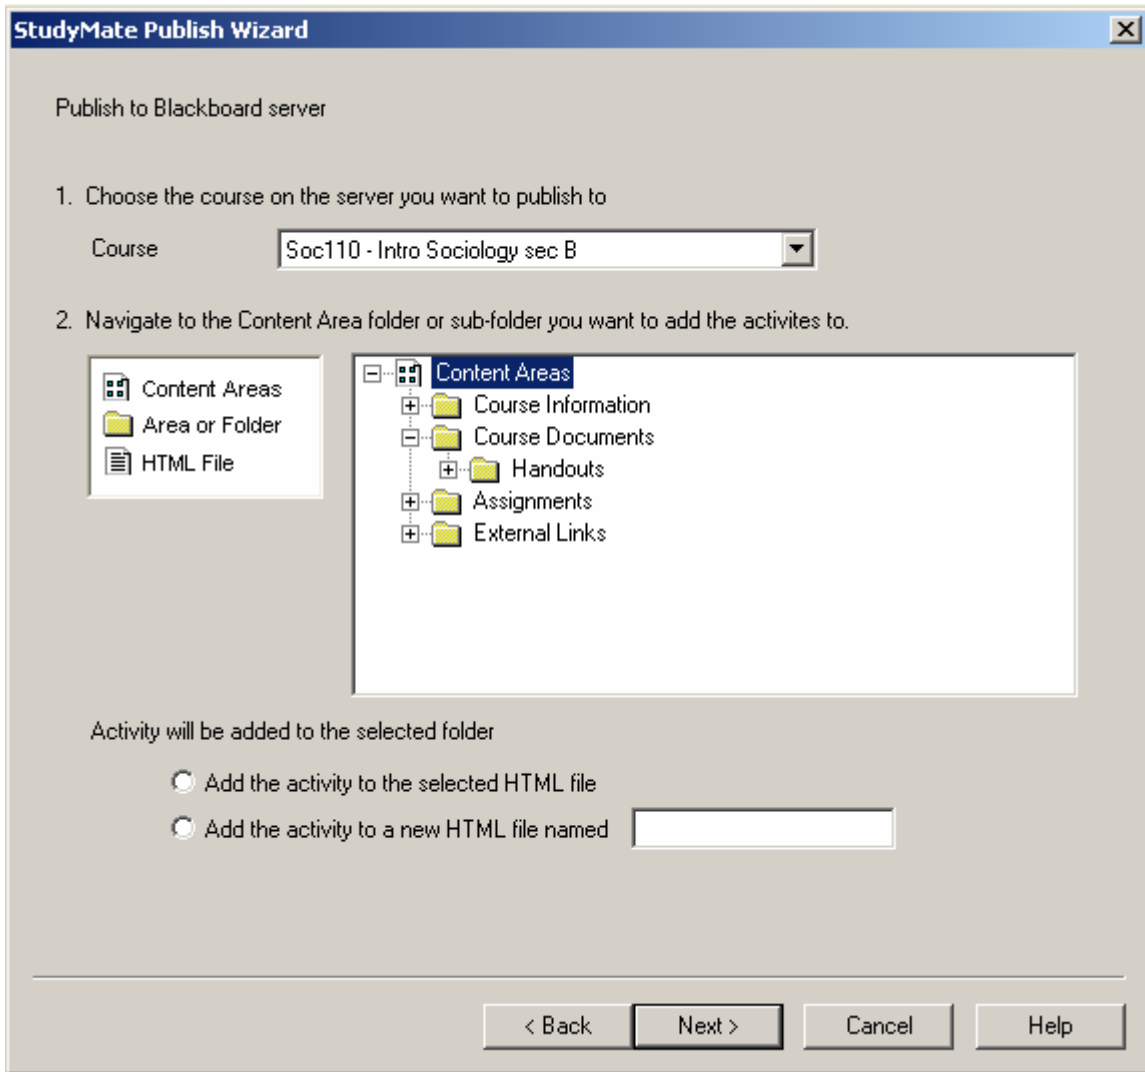 StudyMate Publish Wizard
Publish to Blackboard server
1. Choose the course on the server you want to publish to
Course
Soc110 - Intro Sociology sec B
2. Navigate to the Content Area folder or sub-folder you want to add the activites to.
Content Areas
Area or Folder
HTML File
Content Areas
Course Information
Course Documents
Handouts
Assignments
External Links
Activity will be added to the selected folder
Add the activity to the selected HTML file
Add the activity to a new HTML file named
< Back
Next >
Cancel
Help